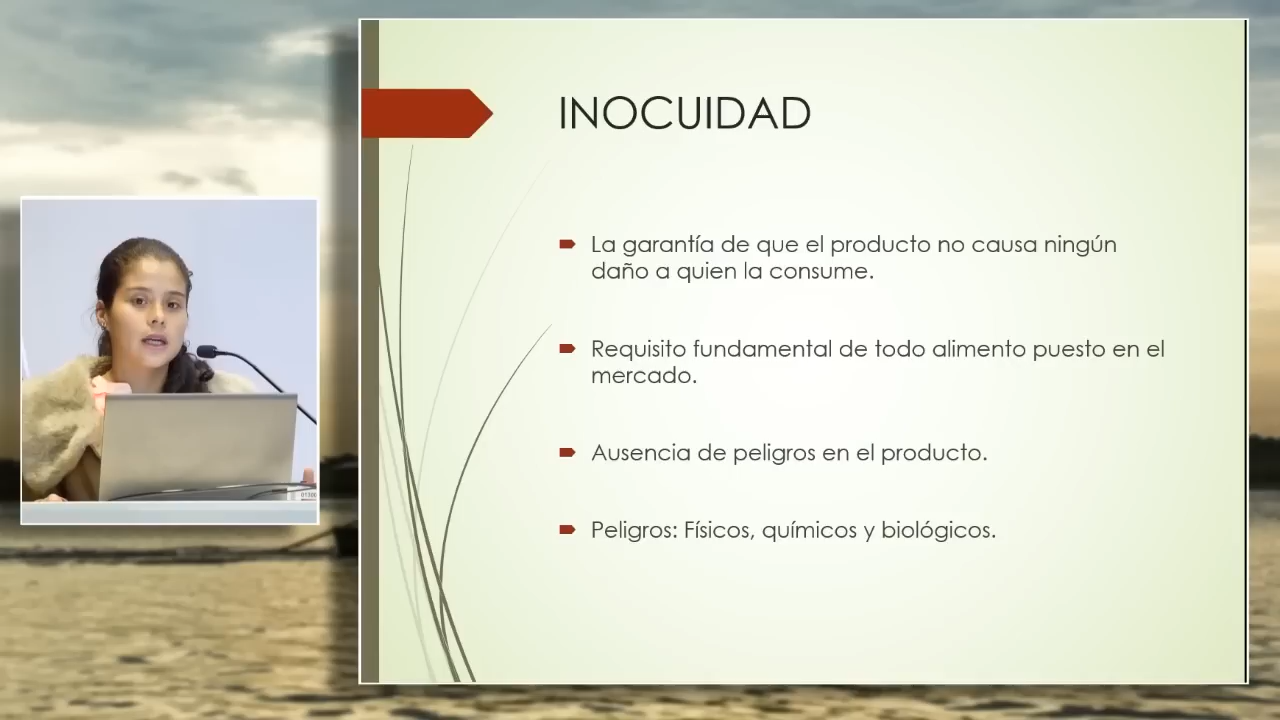 INOCUIDAD
La garantía de que el producto no causa ningún
daño a quien la consume.
Requisito fundamental de todo alimento puesto en el
mercado.
Ausencia de peligros en el producto.
Peligros: Físicos, químicos y biológicos.